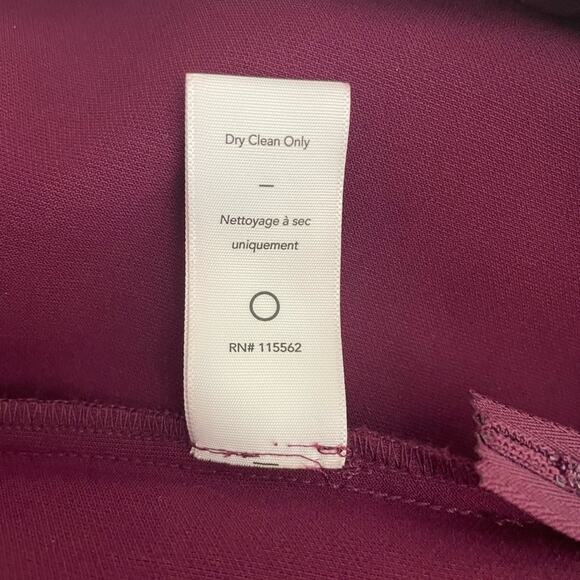 Dry Clean Only
—
Nettoyage à sec
uniquement
RN# 115562